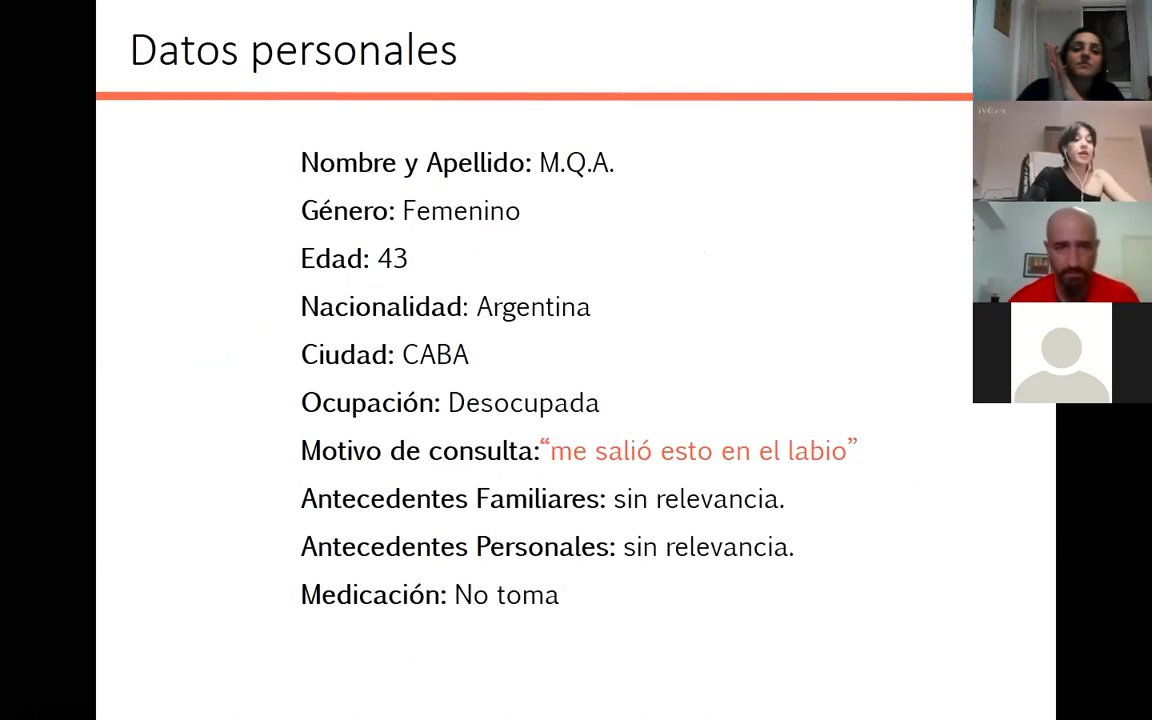 Datos personales
Nombre y Apellido: M.Q.A.
Género: Femenino
Edad: 43
Nacionalidad: Argentina
Ciudad: CABA
Ocupación: Desocupada
Motivo de consulta:“me salió esto en el labio”
Antecedentes Familiares: sin relevancia.
Antecedentes Personales: sin relevancia.
Medicación: No toma